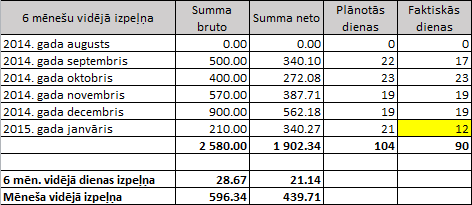 6 mēnešu vidējā izpeļņa Summa bruto Summa neto Plānotās dienas Faktiskās dienas
2014. gada augusts 0.00 0.00 0 0
2014. gada septembris 500.00 340.10 22 17
2014. gada oktobris 400.00 272.08 23 23
2014. gada novembris 570.00 387.71 19 19
2014. gada decembris 900.00 562.18 19 19
2015. gada janvāris 210.00 340.27 21 12
2 580.00 1 902.34 104 90
6 mēn. vidējā dienas izpeļņa 28.67 21.14
Mēneša vidējā izpeļņa 596.34 439.71